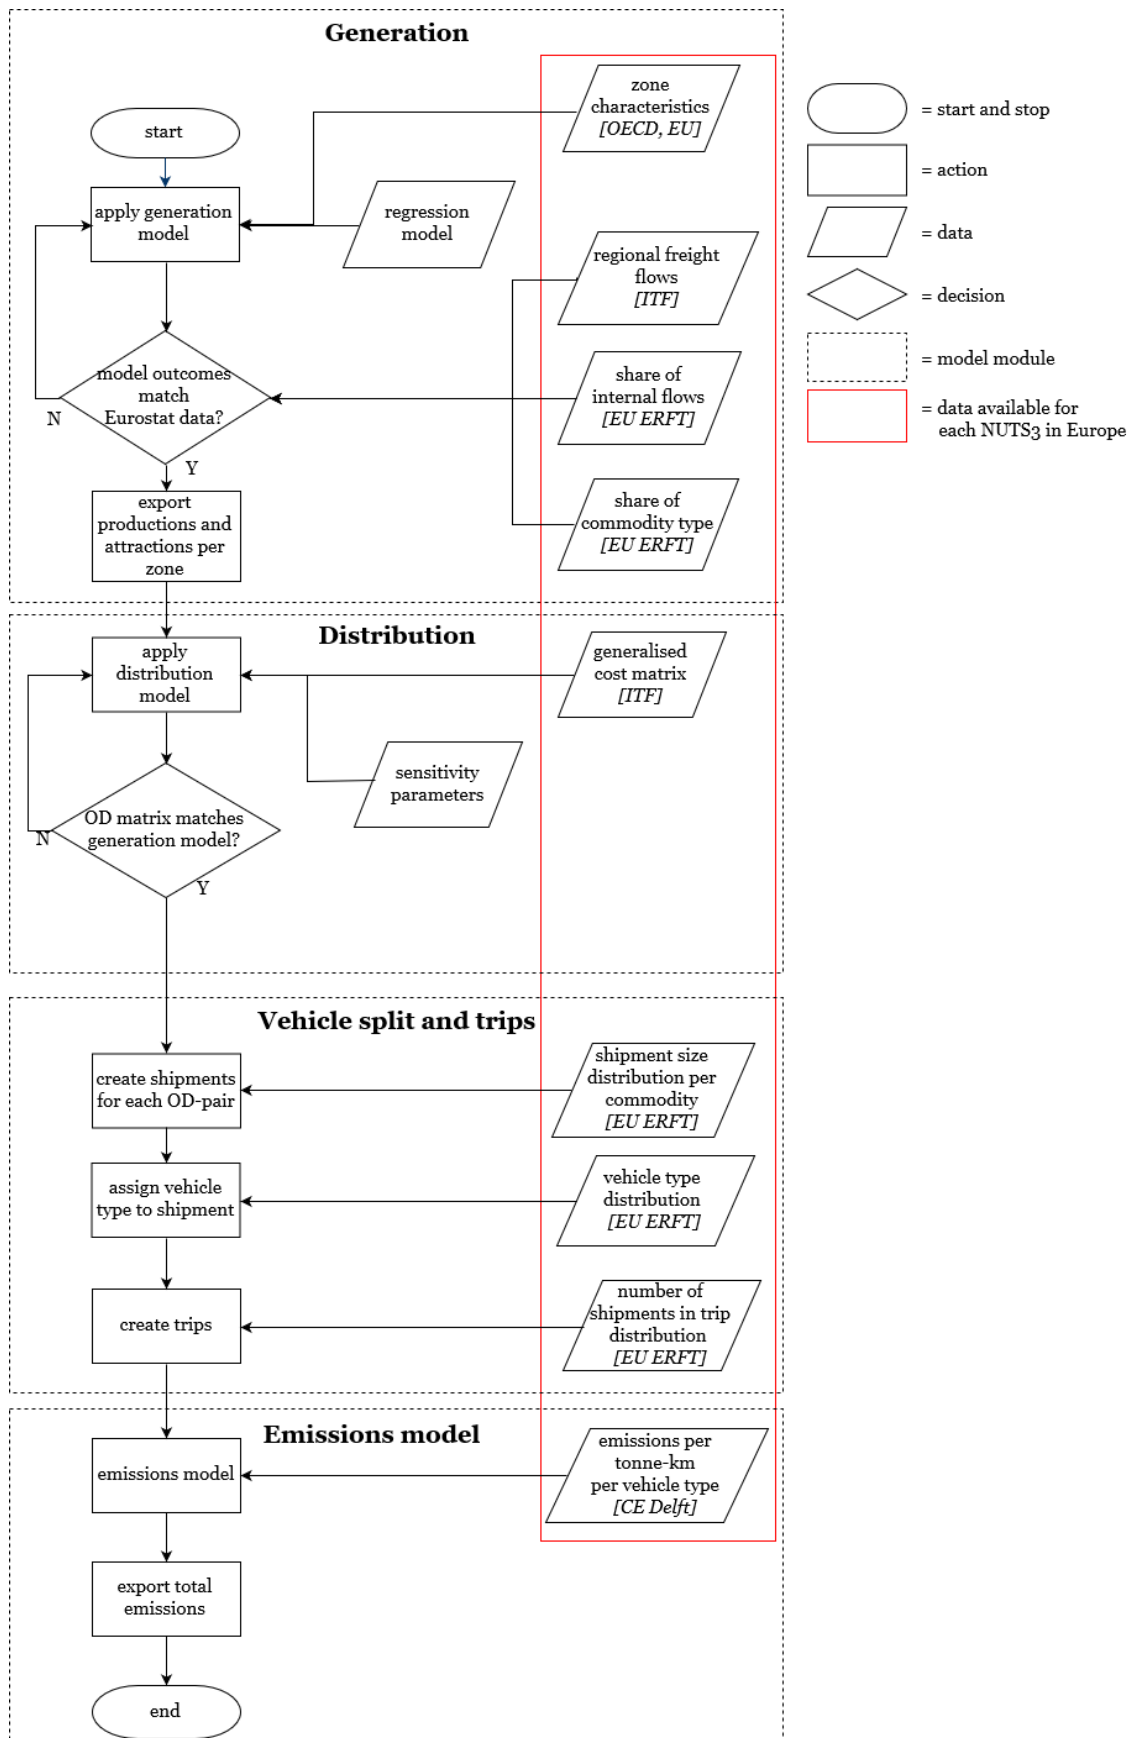 Generation
start
apply generation
model
zone
characteristics
[OECD, EU]
regression
model
regional freight
flows
[ITF]
model outcomes
match
Eurostat data?
N
Y
share of
internal flows
[EU ERFT]
export
productions and
attractions per
zone
share of
commodity type
[EU ERFT]
Distribution
apply
distribution
model
generalised
cost matrix
[ITF]
sensitivity
parameters
OD matrix matches
generation model?
N
Y
Vehicle split and trips
create shipments
for each OD-pair
shipment size
distribution per
commodity
[EU ERFT]
assign vehicle
type to shipment
vehicle type
distribution
[EU ERFT]
create trips
number of
shipments in trip
distribution
[EU ERFT]
Emissions model
emissions model
emissions per
tonne-km
per vehicle type
[CE Delft]
export total
emissions
end
= start and stop
= action
= data
= decision
= model module
= data available for
each NUTS3 in Europe